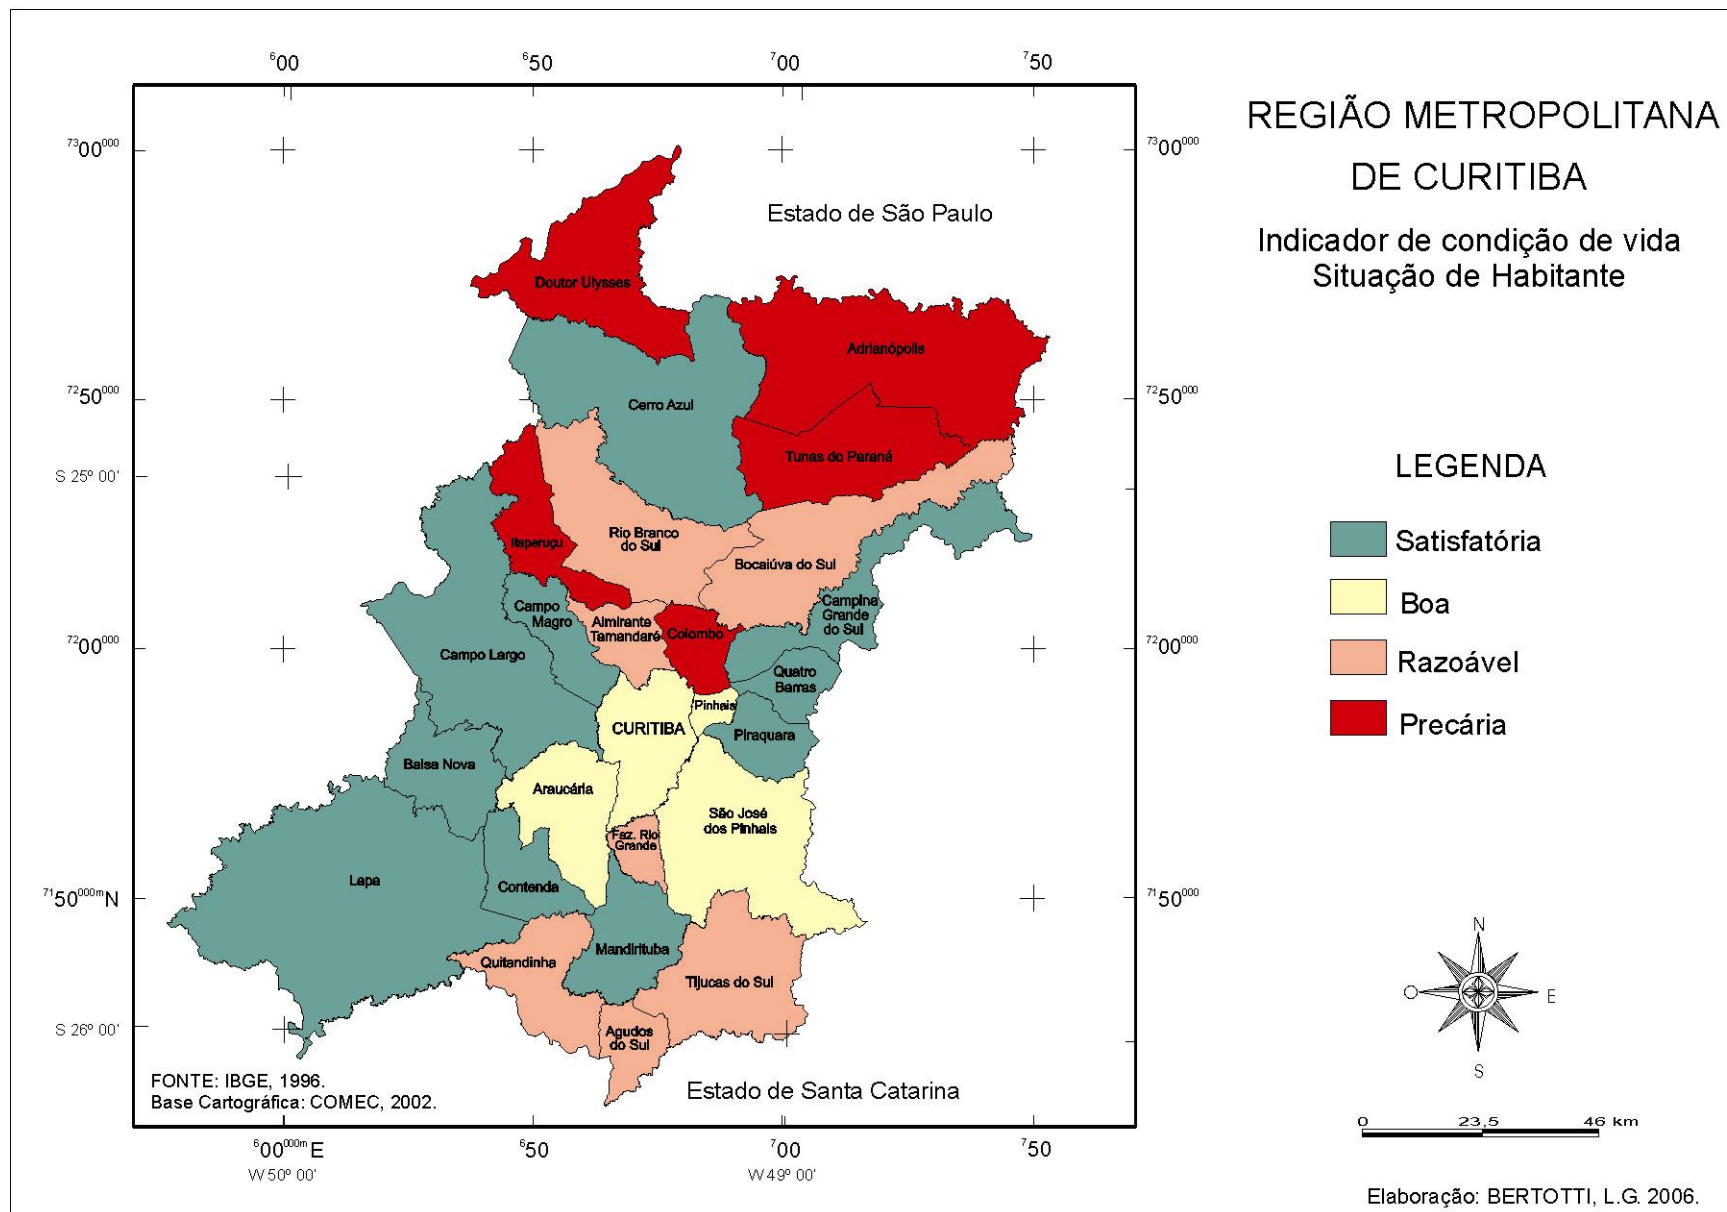 REGIÃO METROPOLITANA
DE CURITIBA
Indicador de condição de vida
Situação de Habitante
⁶00 ⁶50 ⁷00 ⁷50
⁷³00⁰⁰⁰ ⁷³00⁰⁰⁰
Estado de São Paulo
Doutor Ulysses
Adrianópolis
⁷²50⁰⁰⁰ ⁷²50⁰⁰⁰
Cerro Azul
Tunas do Paraná
S 25º 00'
Rio Branco
do Sul
Itaperuçu
Bocaiúva do Sul
Campo
Magro
Almirante
Tamandaré
Colombo
Campina
Grande
do Sul
⁷²00⁰⁰⁰ ⁷²00⁰⁰⁰
Campo Largo
Quatro
Barras
Pinhais
CURITIBA
Piraquara
Balsa Nova
Araucária
São José
dos Pinhais
Faz. Rio
Grande
Lapa
Contenda
⁷¹50⁰⁰⁰ᵐN ⁷¹50⁰⁰⁰
Mandirituba
Quitandinha
Tijucas do Sul
Agudos
do Sul
S 26º 00'
FONTE: IBGE, 1996.
Base Cartográfica: COMEC, 2002.
Estado de Santa Catarina
⁶00⁰⁰⁰ᵐE ⁶50 ⁷00 ⁷50
W 50º 00' W 49º 00'
LEGENDA
Satisfatória
Boa
Razoável
Precária
N
O E
S
0 23,5 46 km
Elaboração: BERTOTTI, L.G. 2006.